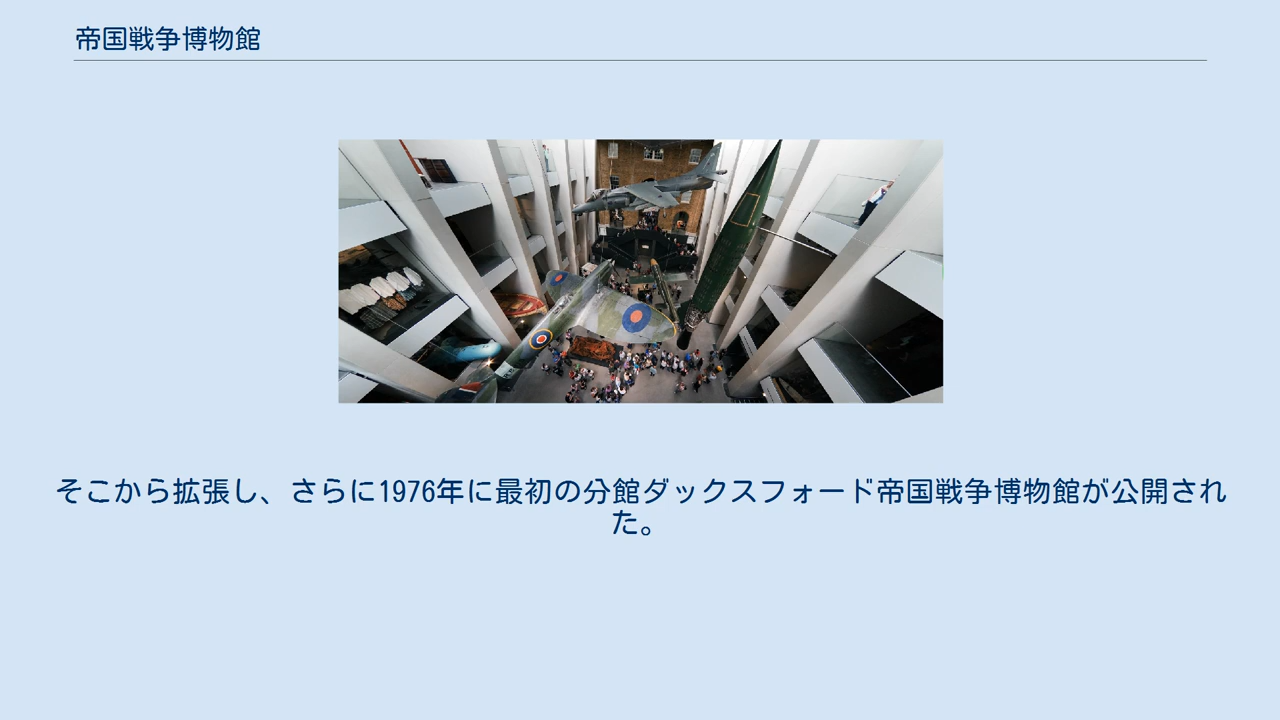 帝国戦争博物館
そこから拡張し、さらに1976年に最初の分館ダックスフォード帝国戦争博物館が公開され
た。